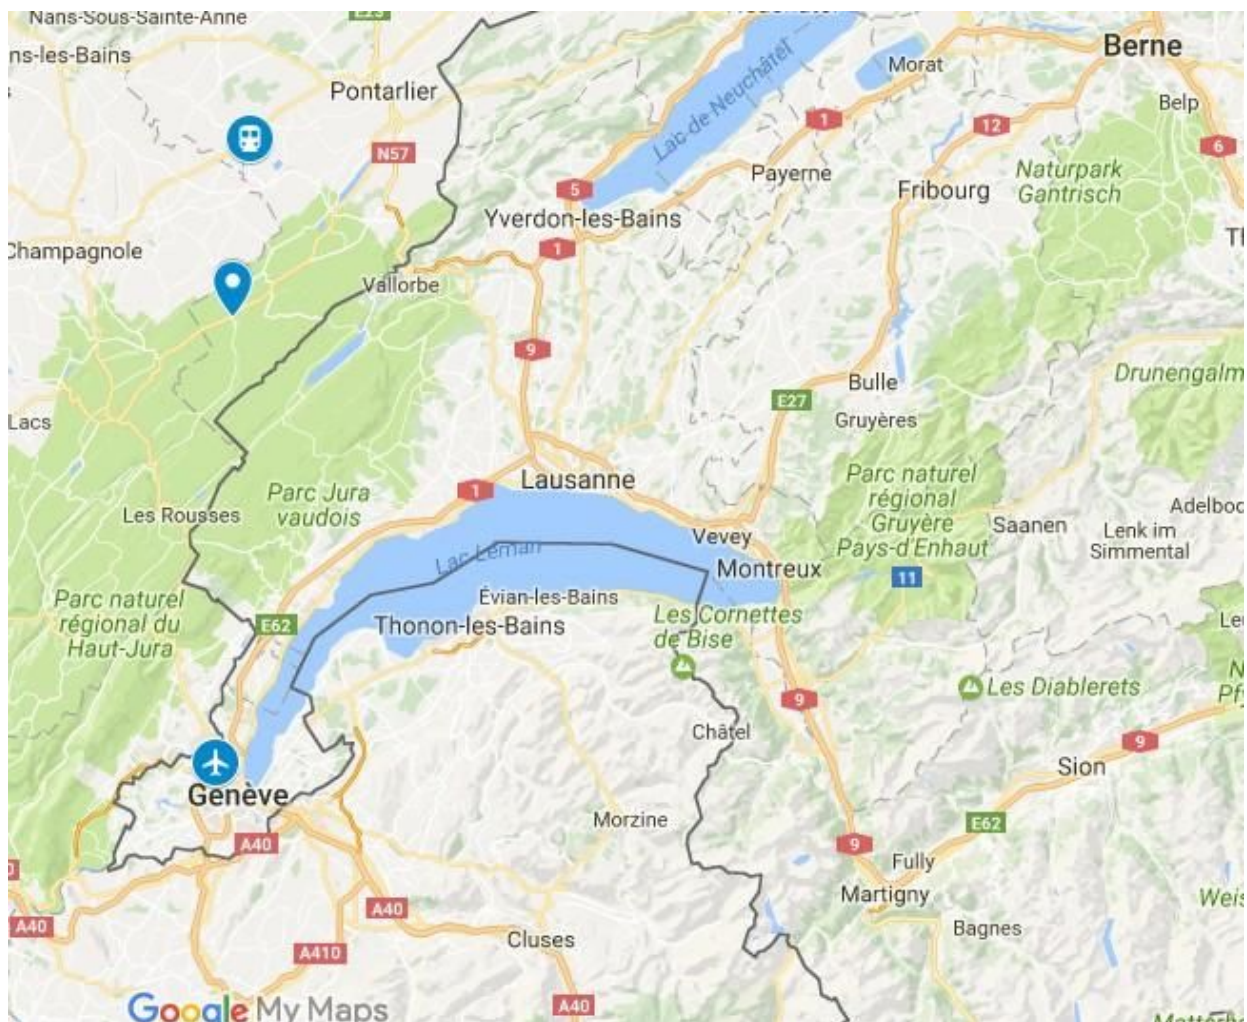 Nans-Sous-Sainte-Anne
E23
ns-les-Bains
Pontarlier
Morat
Berne
Belp
Lac de Neuchâtel
1
12
6
N57
Payerne
Naturpark
Gantrisch
5
Fribourg
Yverdon-les-Bains
1
Champagnole
Vallorbe
9
Drunengalm
Bulle
E27
Gruyères
Lacs
Lausanne
1
Parc Jura
vaudois
Parc naturel
régional
Gruyère
Pays-d'Enhaut
Les Rousses
Saanen
Adelbod
Lenk im
Simmental
Vevey
Lac Léman
Montreux
11
Évian-les-Bains
Parc naturel
régional du
Haut-Jura
E62
Thonon-les-Bains
Les Cornettes
de Bise
Les Diablerets
9
Châtel
9
Sion
Genève
Morzine
E62
A40
9
Fully
Martigny
A40
A40
Bagnes
Cluses
A410
A40
Google My Maps